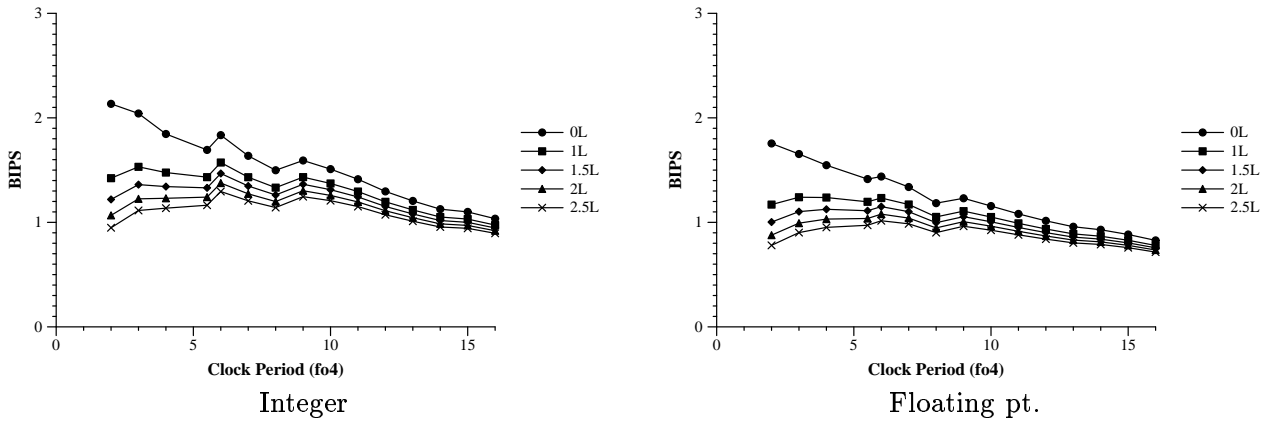 3
2
1
0
BIPS
0
5
10
15
Clock Period (fo4)
0L
1L
1.5L
2L
2.5L
Integer
3
2
1
0
BIPS
0
5
10
15
Clock Period (fo4)
0L
1L
1.5L
2L
2.5L
Floating pt.